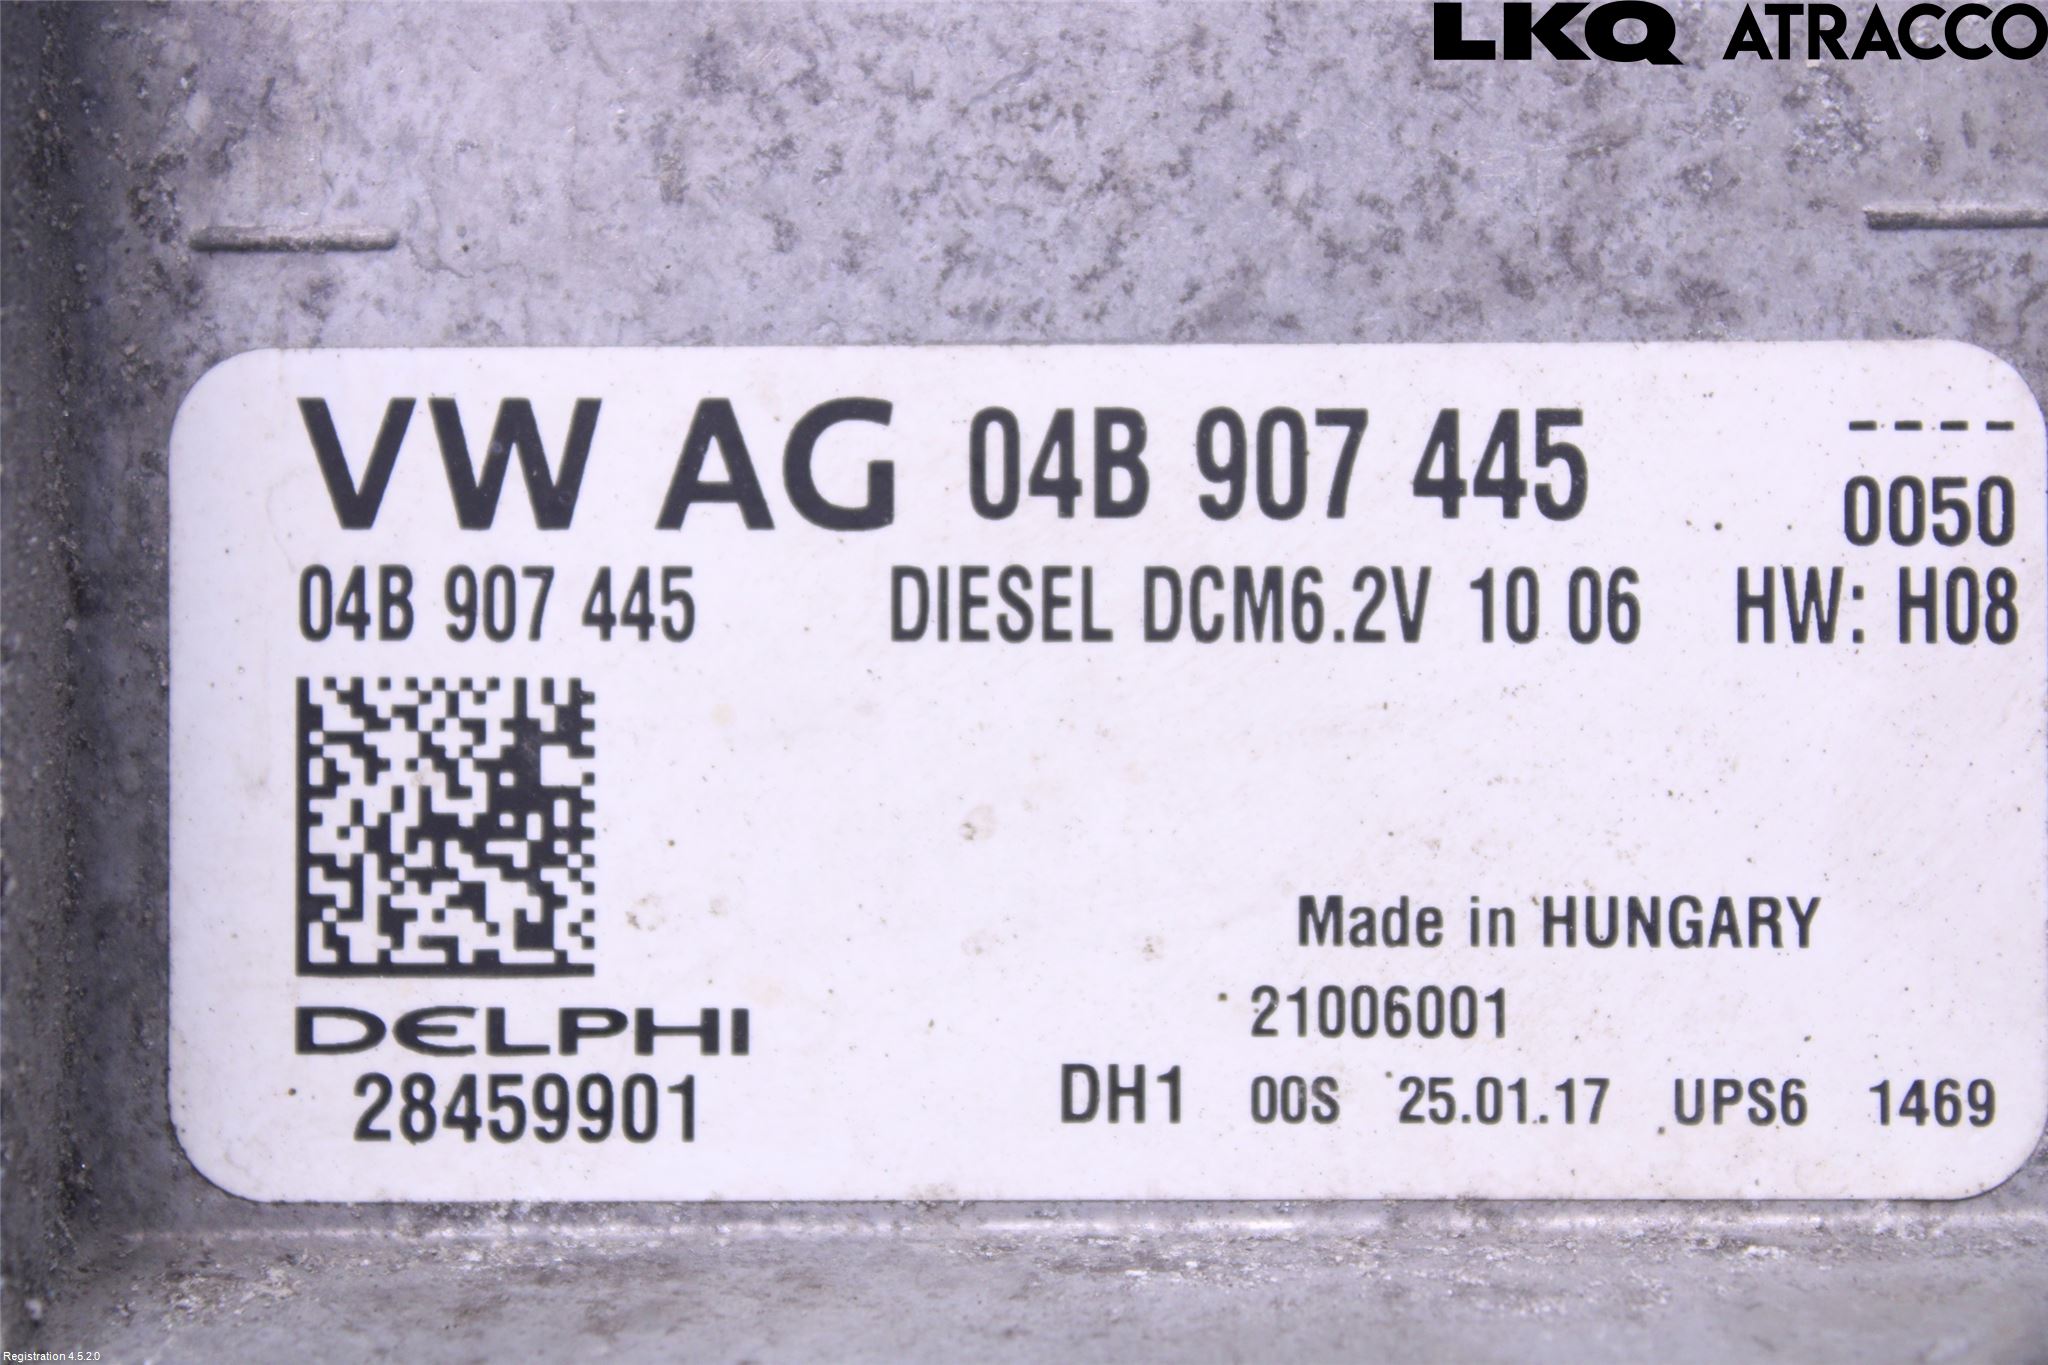 LKQ ATRACCO
VW AG 04B 907 445 ----
0050
04B 907 445 DIESEL DCM6.2V 10 06 HW: H08
Made in HUNGARY
DELPHI 21006001
28459901 DH1 00S 25.01.17 UPS6 1469
Registration 4.5.2.0